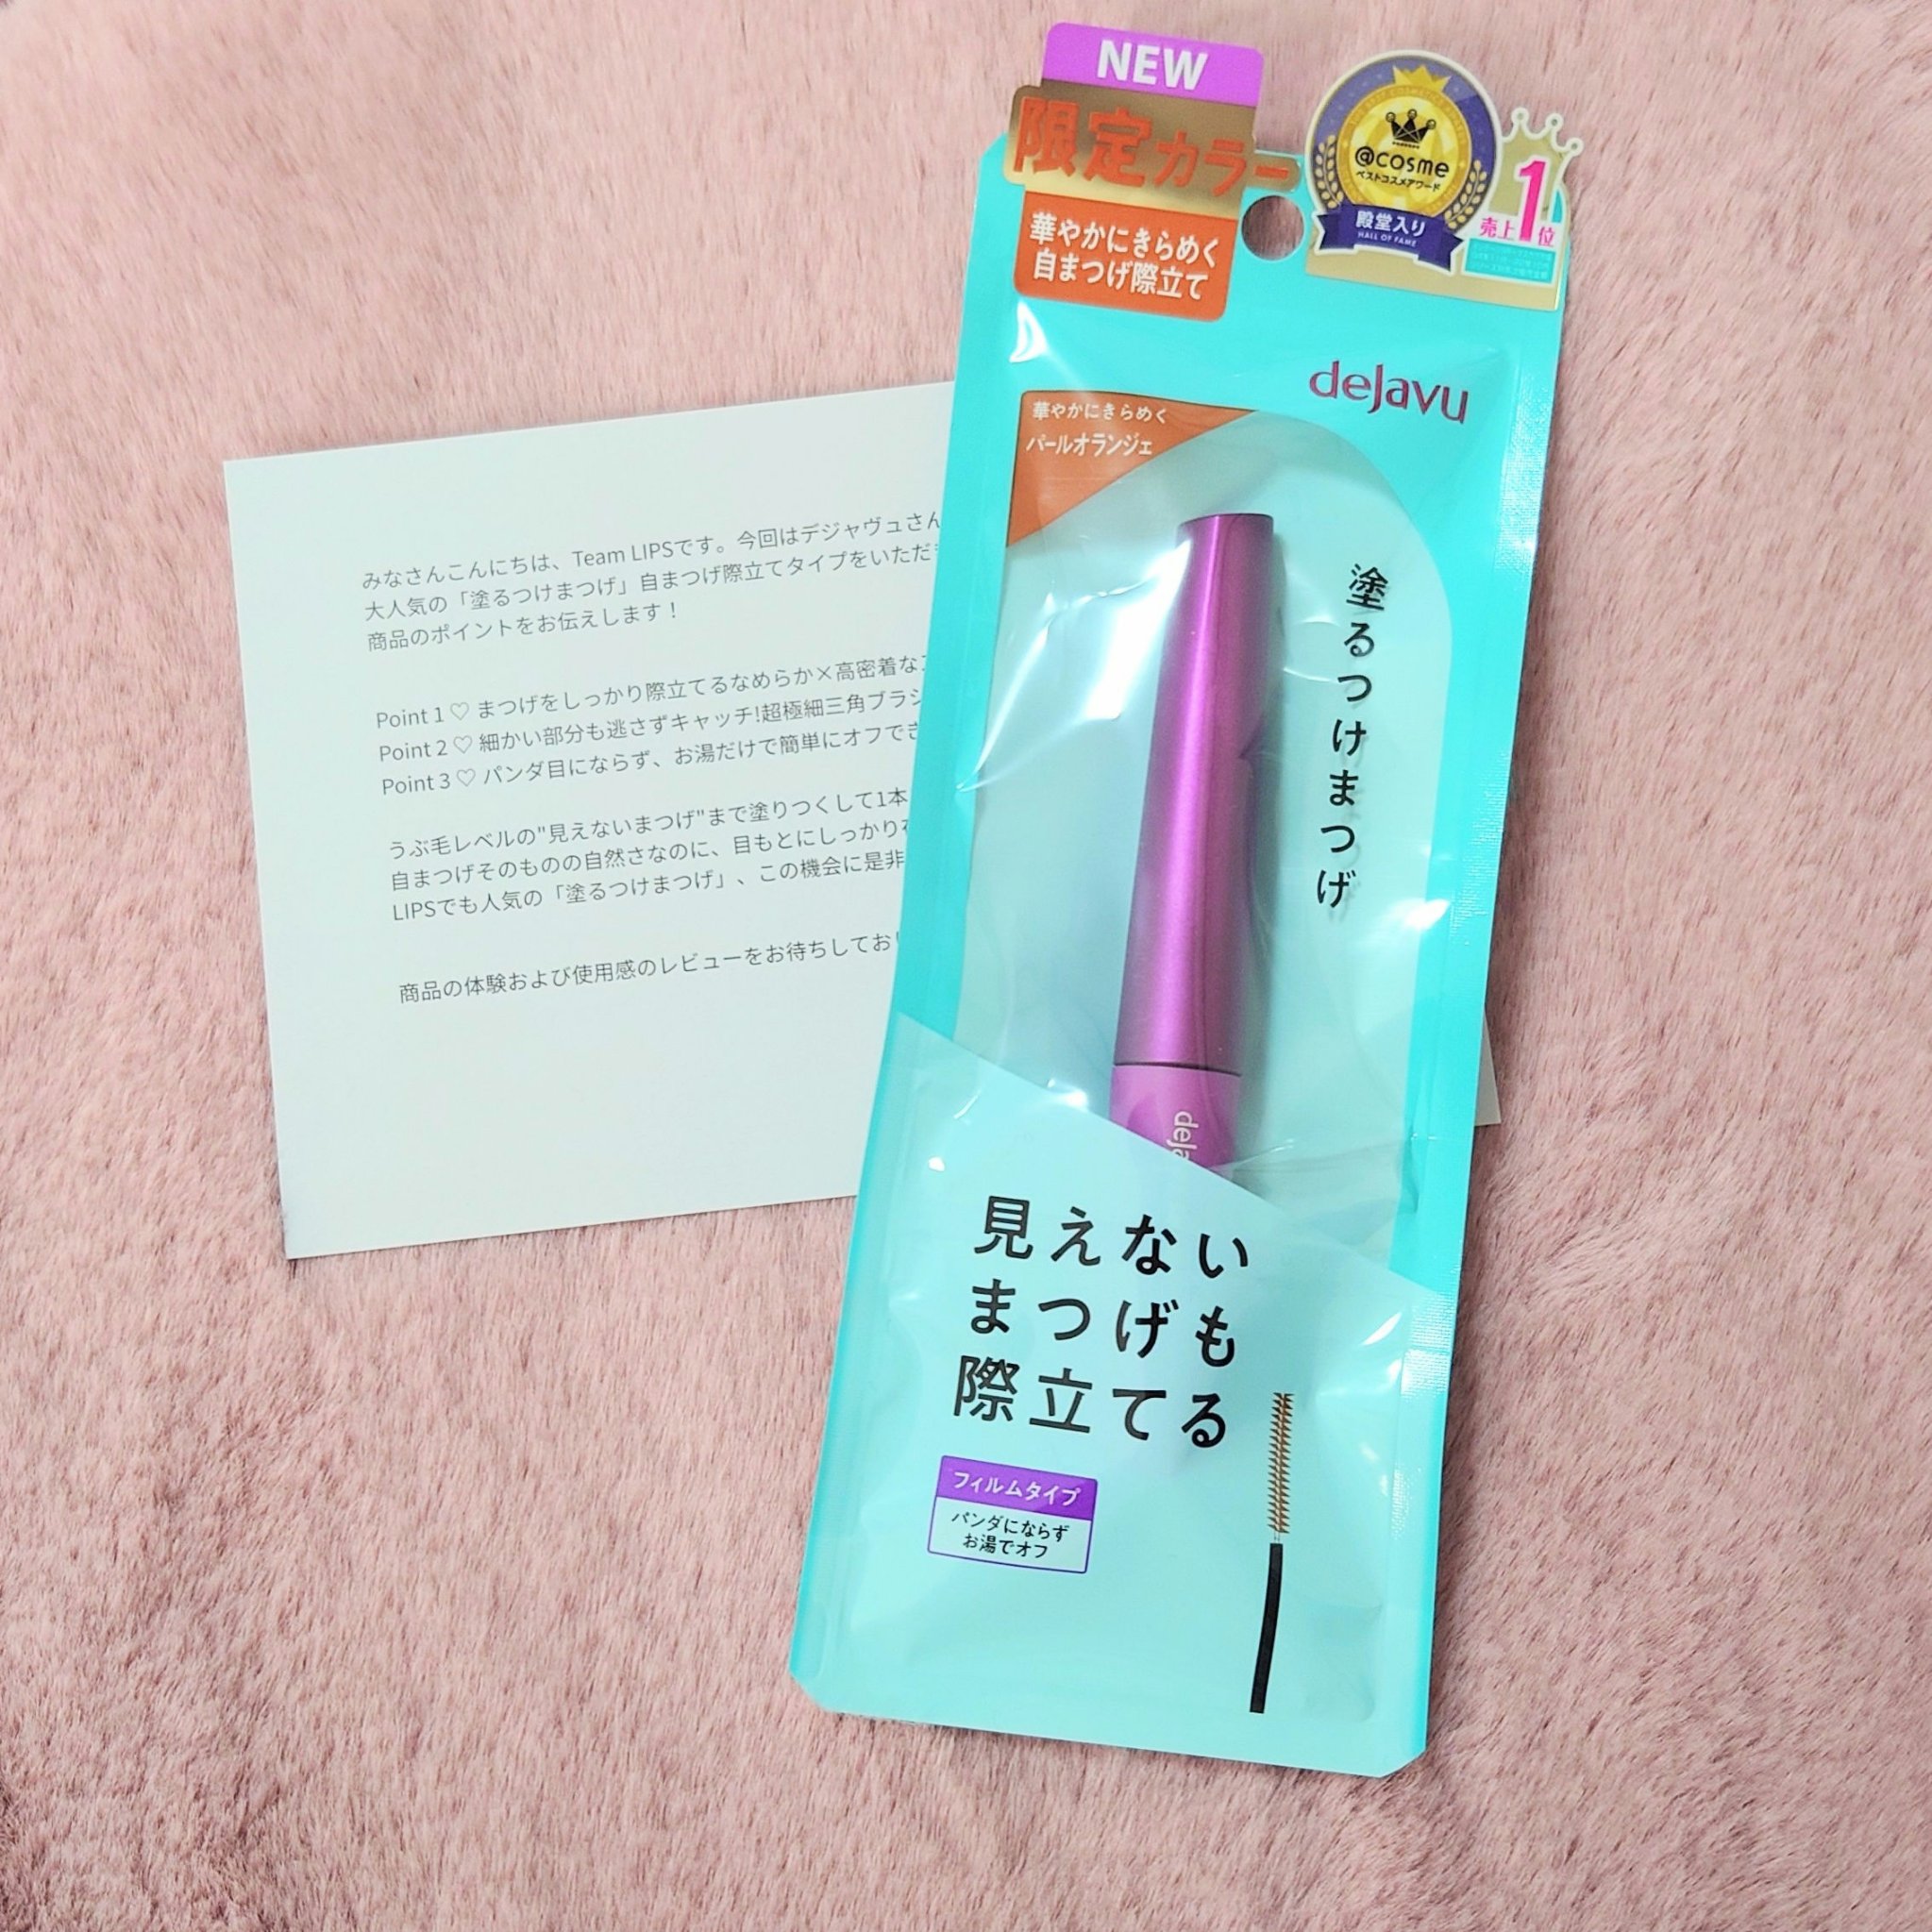 NEW
限定カラー
華やかにきらめく
自まつげ際立て
@cosme
ベストコスメアワード
殿堂入り
HALL OF FAME
売上1位
dejavu
華やかにきらめく
パールオランジェ
塗るつけまつげ
deJa
見えない
まつげも
際立てる
フィルムタイプ
パンダにならず
お湯でオフ
みなさんこんにちは、Team LIPSです。今回はデジャヴュさん
大人気の「塗るつけまつげ」自まつげ際立てタイプをいただ
商品のポイントをお伝えします！
Point 1 ♡ まつげをしっかり際立てるなめらか×高密着な
Point 2 ♡ 細かい部分も逃さずキャッチ!超極細三角ブラシ
Point 3 ♡ パンダ目にならず、お湯だけで簡単にオフでき
うぶ毛レベルの"見えないまつげ"まで塗りつくして1本
自まつげそのものの自然さなのに、目もとにしっかり
LIPSでも人気の「塗るつけまつげ」、この機会に是非
商品の体験および使用感のレビューをお待ちしてお